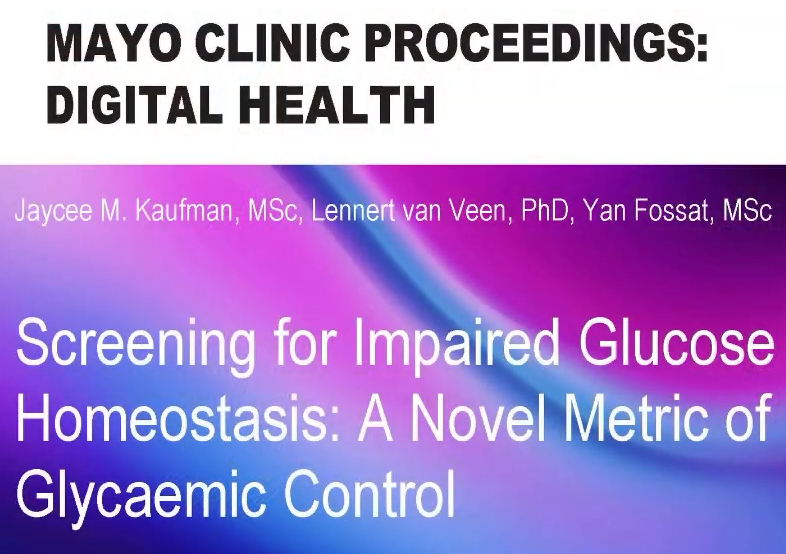 MAYO CLINIC PROCEEDINGS:
DIGITAL HEALTH
Jaycee M. Kaufman, MSc, Lennert van Veen, PhD, Yan Fossat, MSc
Screening for Impaired Glucose
Homeostasis: A Novel Metric of
Glycaemic Control